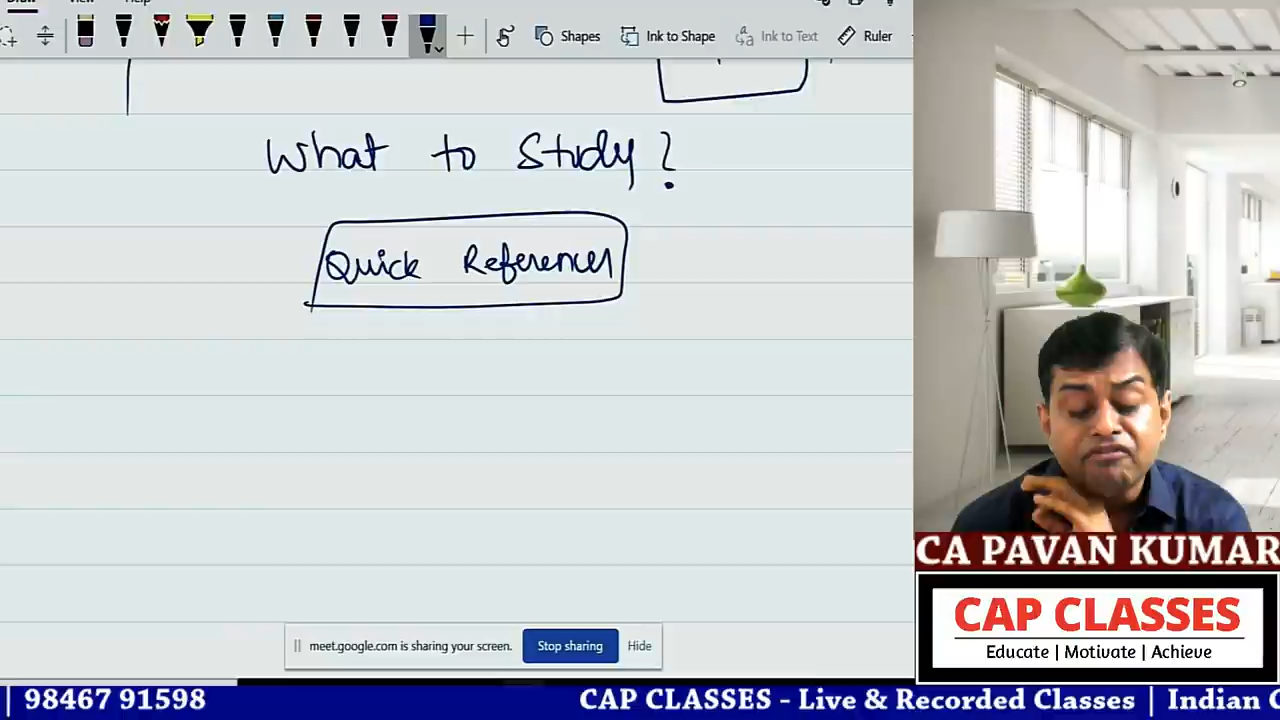 Shapes
Ink to Shape
Ink to Text
Ruler
What to Study?
Quick References
meet.google.com is sharing your screen.
Stop sharing
Hide
CA PAVAN KUMAR
CAP CLASSES
Educate | Motivate | Achieve
| 98467 91598
CAP CLASSES - Live & Recorded Classes | Indian